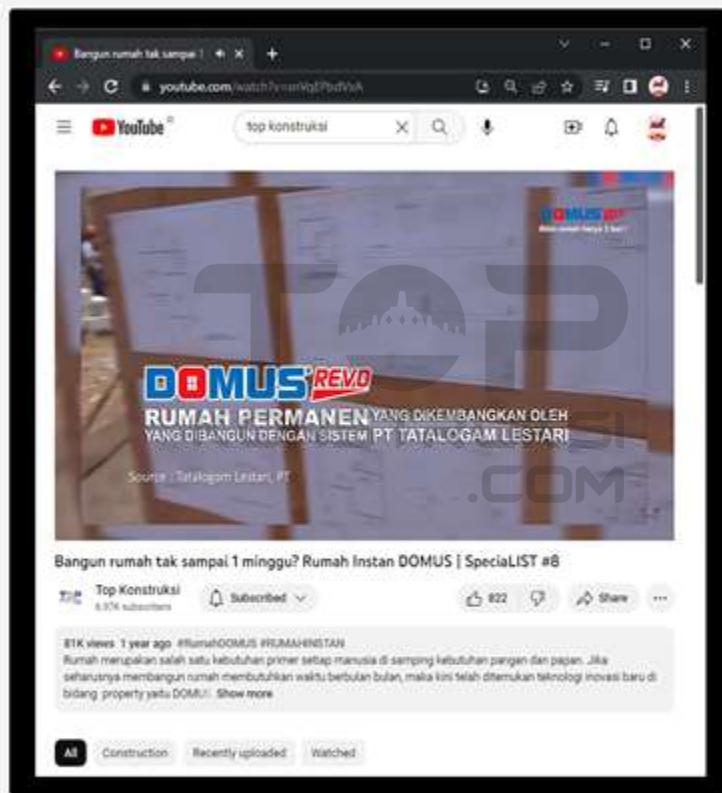 Bangun rumah tak sampai 1
youtube.com
YouTube
top konstruksi
DOMUS
DOMUS REVO
RUMAH PERMANEN YANG DIKEMBANGKAN OLEH
YANG DIBANGUN DENGAN SISTEM PT TATALOGAM LESTARI
Source : Tatalogam Lestari, PT
TOP
.COM
Bangun rumah tak sampai 1 minggu? Rumah Instan DOMUS | SpeciaLIST #8
Top Konstruksi
subscribers
Subscribed
822
Share
81K views 1 year ago #RumahDOMUS #RUMAHINSTAN
Rumah merupakan salah satu kebutuhan primer setiap manusia di samping kebutuhan pangan dan papan. Jika
seharusnya membangun rumah membutuhkan waktu berbulan bulan, maka kini telah ditemukan teknologi inovasi baru di
bidang property yaitu DOMUS Show more
All Construction Recently uploaded Watched